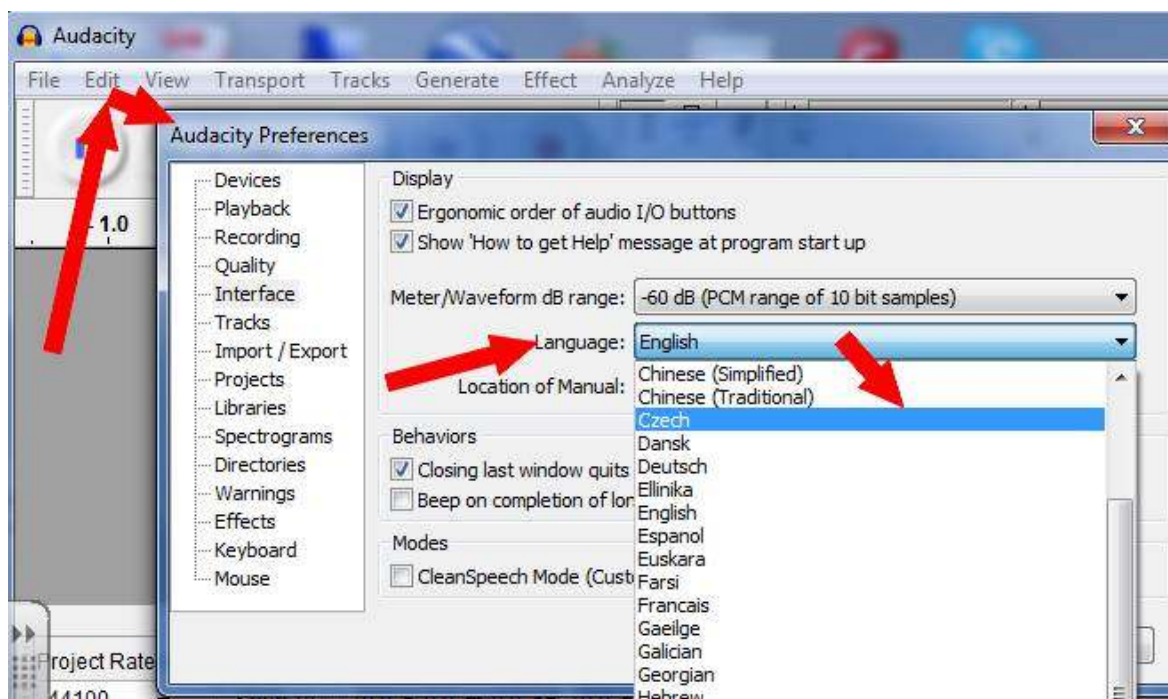 Audacity
File Edit View Transport Tracks Generate Effect Analyze Help
Audacity Preferences
1.0
Devices
Playback
Recording
Quality
Interface
Tracks
Import / Export
Projects
Libraries
Spectrograms
Directories
Warnings
Effects
Keyboard
Mouse
Display
Ergonomic order of audio I/O buttons
Show 'How to get Help' message at program start up
Meter/Waveform dB range: -60 dB (PCM range of 10 bit samples)
Language: English
Location of Manual:
Chinese (Simplified)
Chinese (Traditional)
Czech
Dansk
Deutsch
Ellinika
English
Espanol
Euskara
Farsi
Francais
Gaeilge
Galician
Georgian
Hebrew
Behaviors
Closing last window quits
Beep on completion of
Modes
CleanSpeech Mode
Project Rate
44100